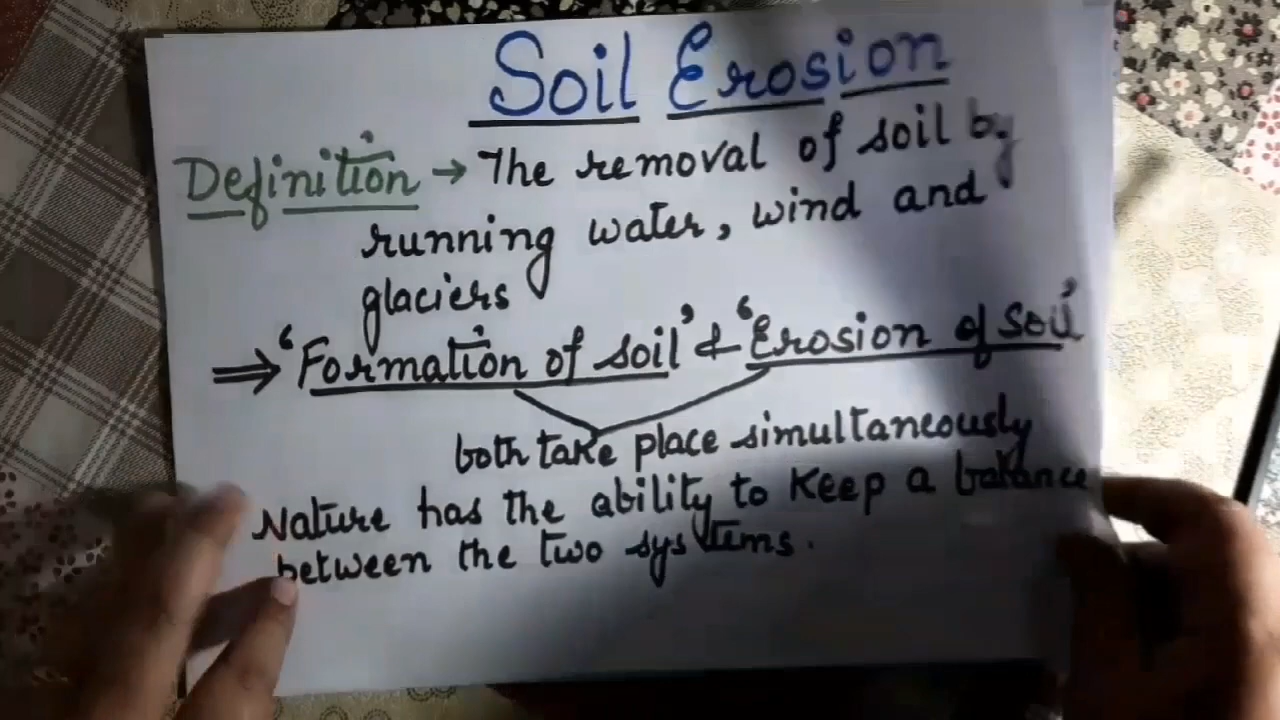 Soil Erosion
Definition → The removal of soil by
running water, wind and
glaciers
⇒ 'Formation of soil' & 'Erosion of soil'
both take place simultaneously
Nature has the ability to keep a balance
between the two systems.